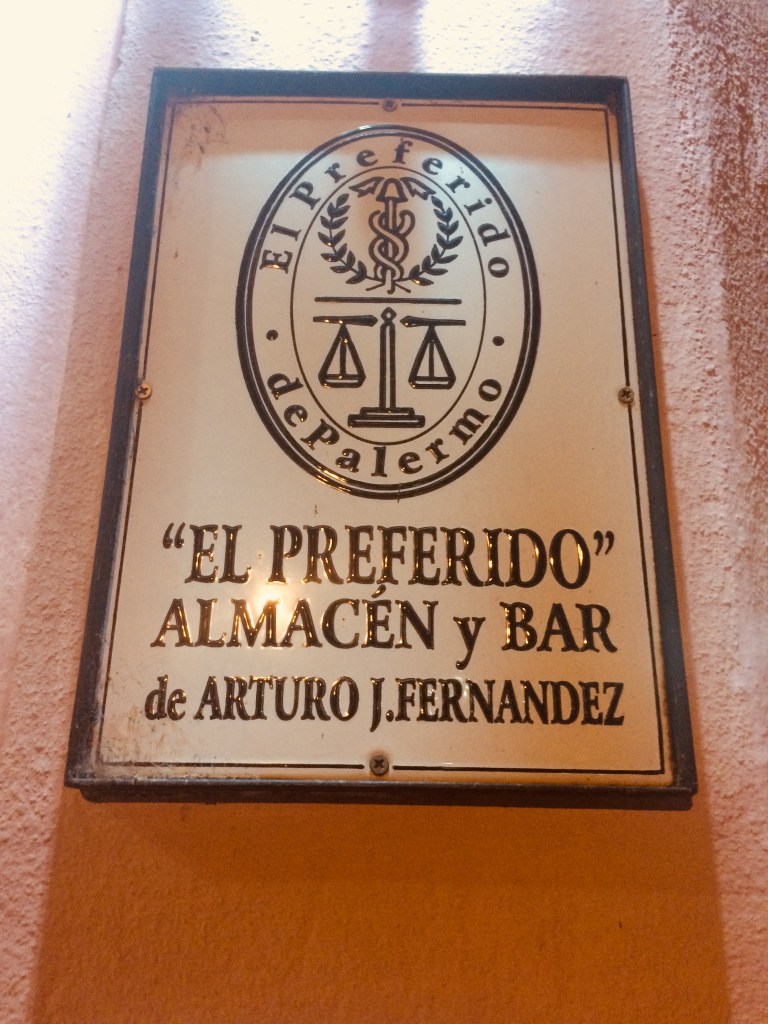 El Preferido
• de Palermo •
“EL PREFERIDO”
ALMACÉN y BAR
de ARTURO J.FERNANDEZ